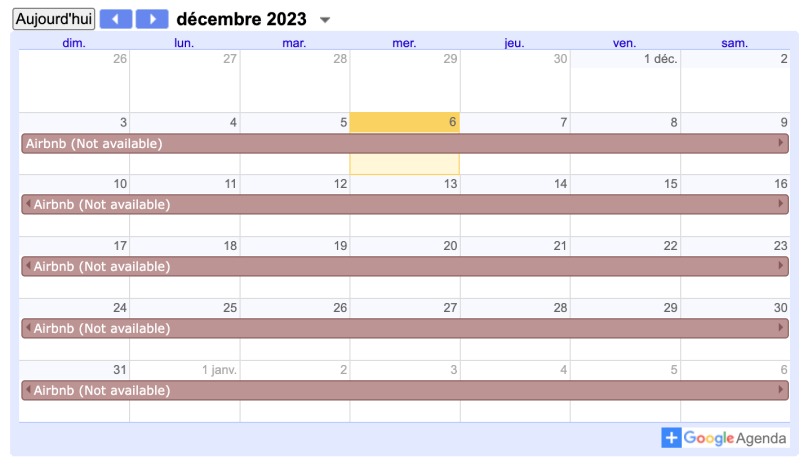 Aujourd'hui décembre 2023
dim. lun. mar. mer. jeu. ven. sam.
26 27 28 29 30 1 déc. 2
3 4 5 6 7 8 9
Airbnb (Not available)
10 11 12 13 14 15 16
Airbnb (Not available)
17 18 19 20 21 22 23
Airbnb (Not available)
24 25 26 27 28 29 30
Airbnb (Not available)
31 1 janv. 2 3 4 5 6
Airbnb (Not available)
Google Agenda